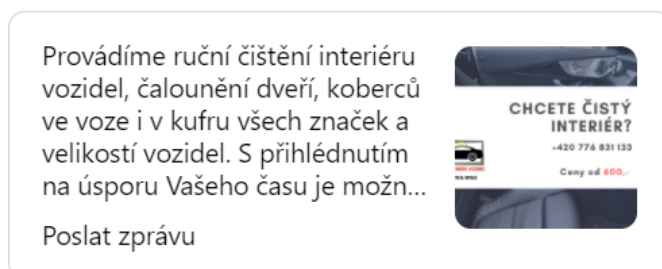 Provádíme ruční čištění interiéru
vozidel, čalounění dveří, koberců
ve voze i v kufru všech značek a
velikostí vozidel. S přihlédnutím
na úsporu Vašeho času je možn...
Poslat zprávu
CHCETE ČISTÝ
INTERIÉR?
+420 776 831 133
Ceny od 600,-